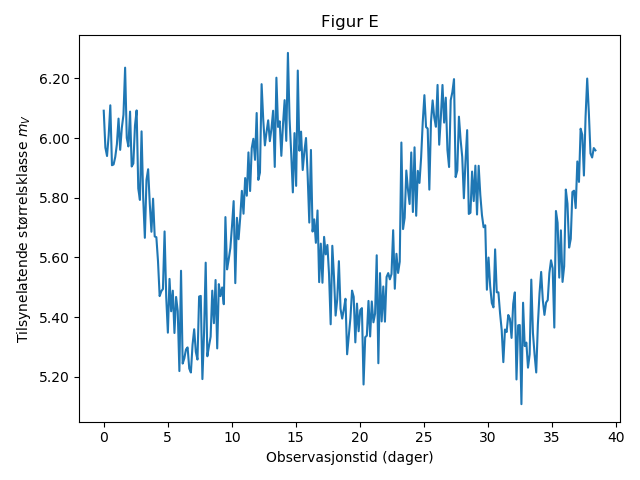 Figur E
Tilsynelatende størrelsesklasse $m_V$
6.20
6.00
5.80
5.60
5.40
5.20
0 5 10 15 20 25 30 35 40
Observasjonstid (dager)